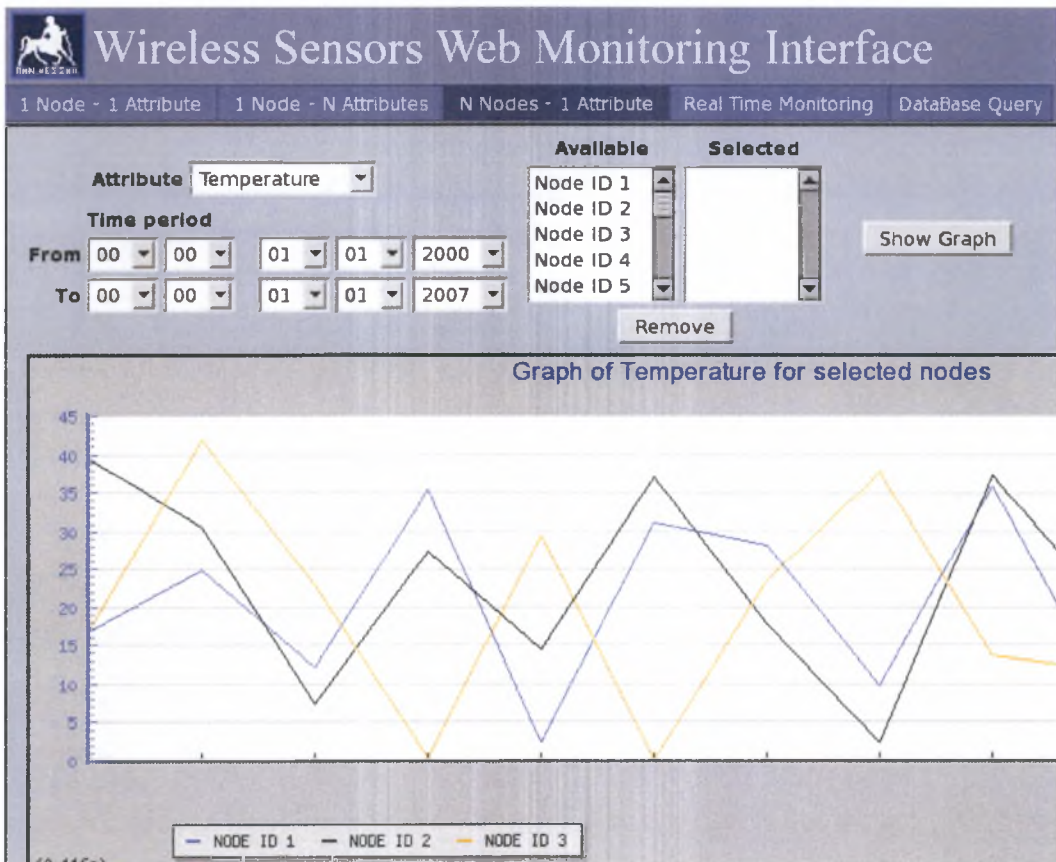 Wireless Sensors Web Monitoring Interface
1 Node - 1 Attribute 1 Node - N Attributes N Nodes - 1 Attribute Real Time Monitoring DataBase Query
Available Selected
Attribute Temperature
Node ID 1
Node ID 2
Node ID 3
Node ID 4
Node ID 5
Time period
From 00 00 01 01 2000
To 00 00 01 01 2007
Show Graph
Remove
Graph of Temperature for selected nodes
45
40
35
30
25
20
15
10
5
0
NODE ID 1 NODE ID 2 NODE ID 3